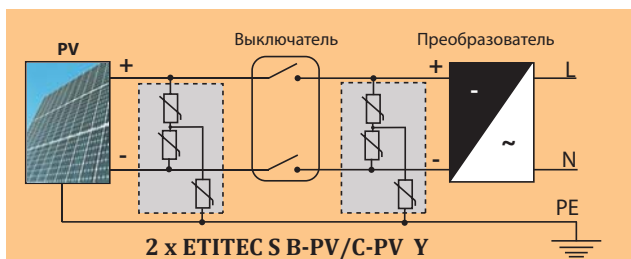 PV
Выключатель
Преобразователь
+
+
L
-
~
-
-
N
PE
2 x ETITEC S B-PV/C-PV Y